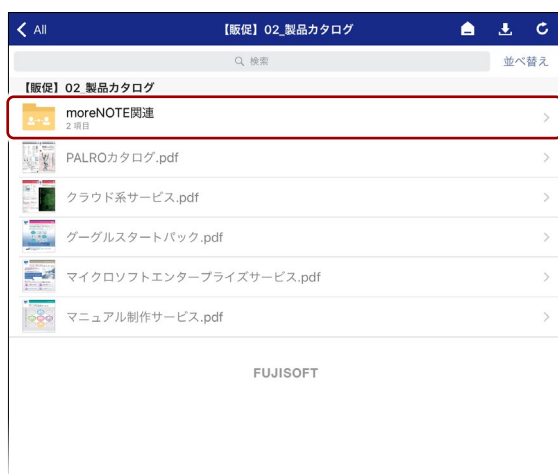 All
【販促】02_製品カタログ
検索
並べ替え
【販促】02_製品カタログ
moreNOTE関連
2 項目
PALROカタログ.pdf
クラウド系サービス.pdf
グーグルスタートパック.pdf
マイクロソフトエンタープライズサービス.pdf
マニュアル制作サービス.pdf
FUJISOFT